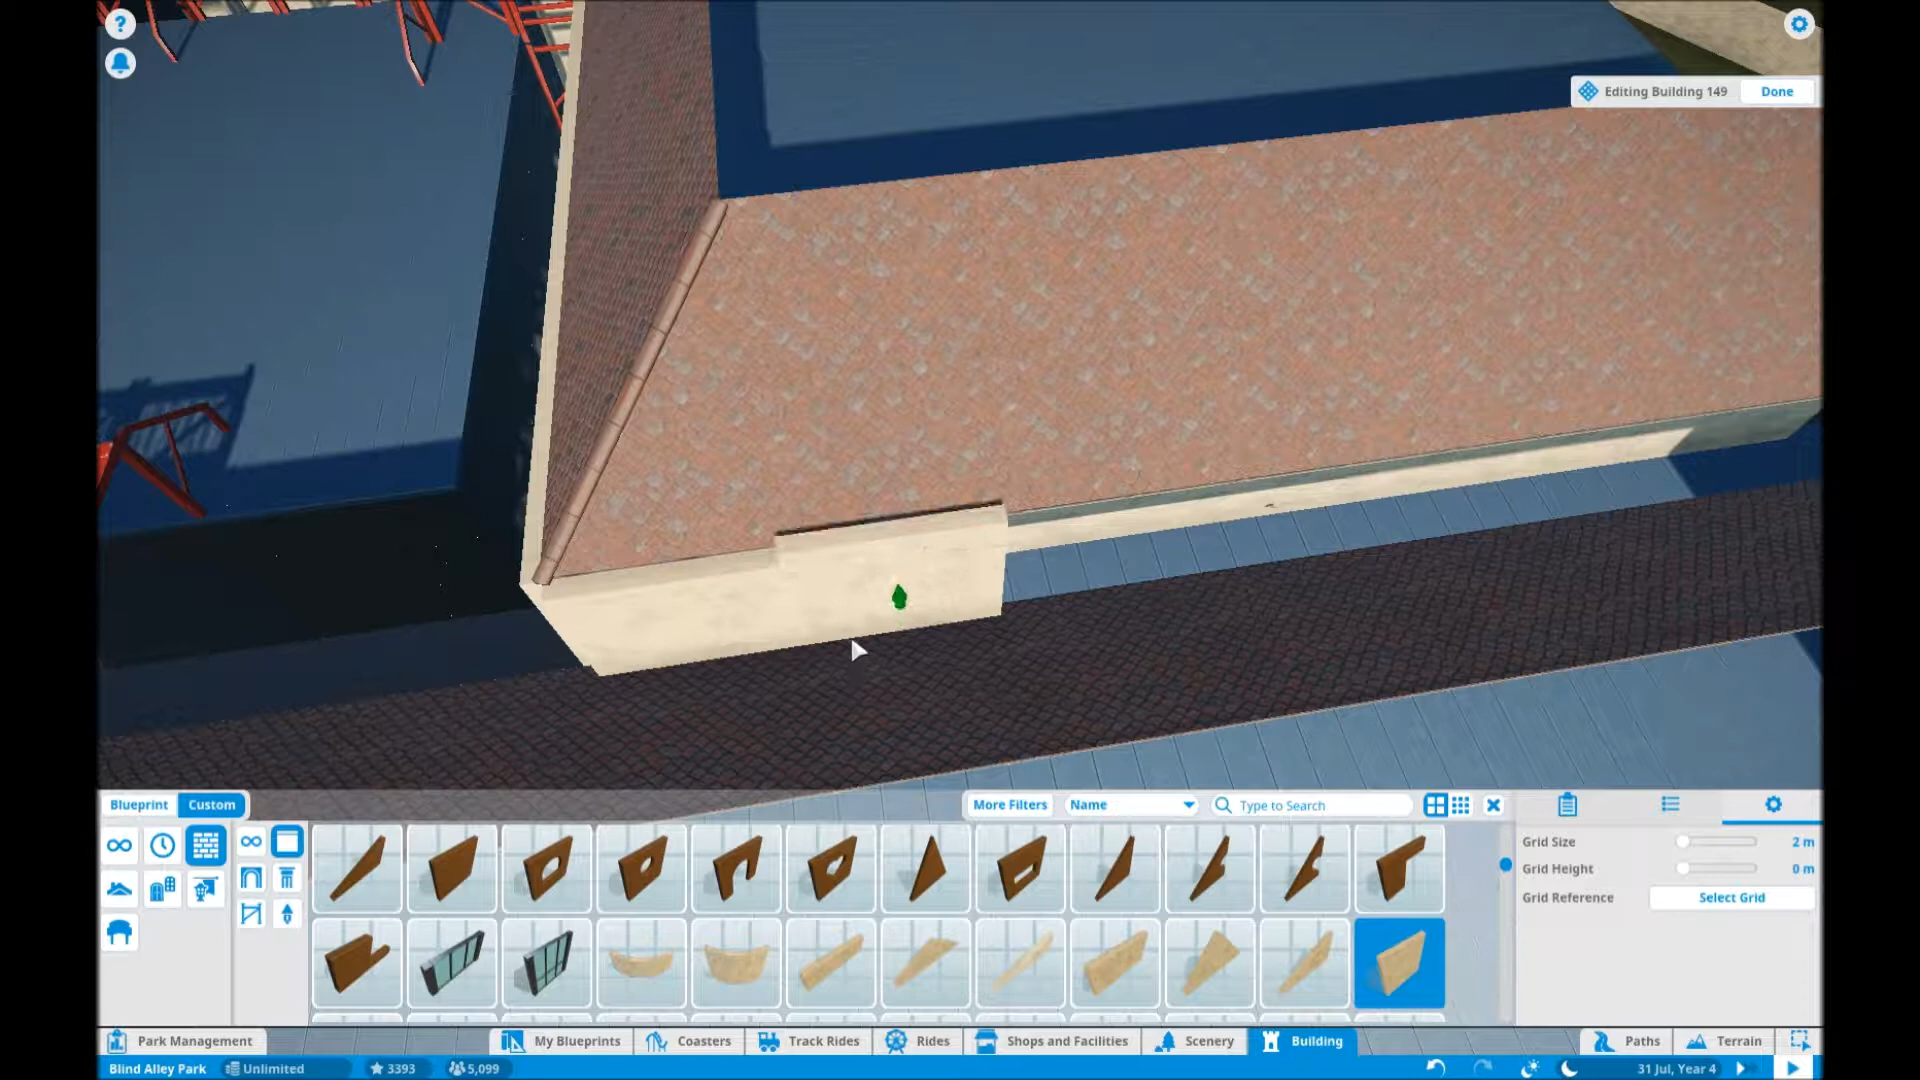 ?
Editing Building 149 Done
Blueprint Custom More Filters Name Type to Search
Grid Size 2 m
Grid Height 0 m
Grid Reference Select Grid
Park Management My Blueprints Coasters Track Rides Rides Shops and Facilities Scenery Building Paths Terrain
Blind Alley Park Unlimited 3393 5,099 31 Jul, Year 4